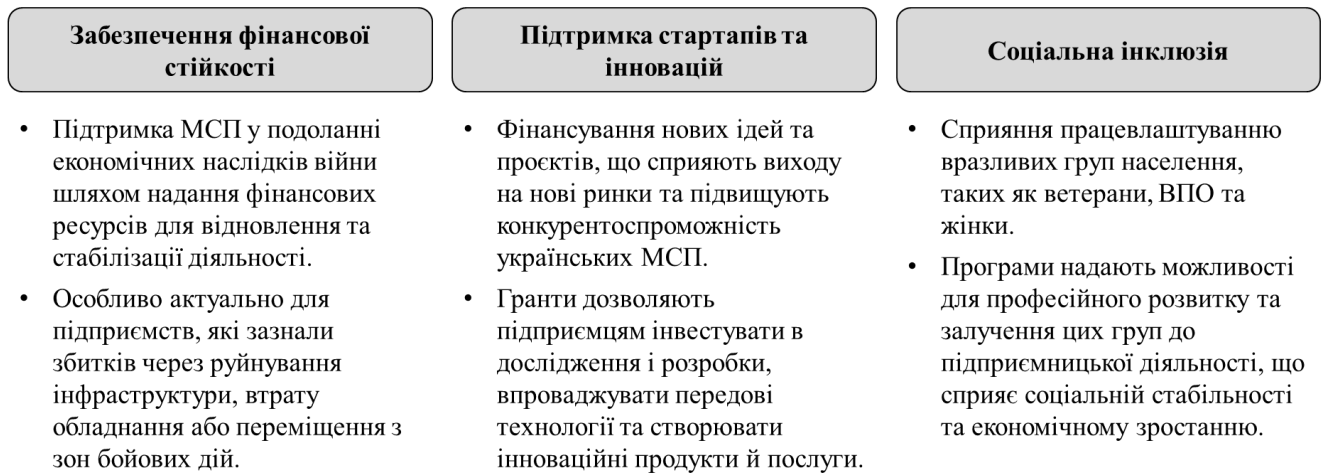 Забезпечення фінансової
стійкості
• Підтримка МСП у подоланні
економічних наслідків війни
шляхом надання фінансових
ресурсів для відновлення та
стабілізації діяльності.
• Особливо актуально для
підприємств, які зазнали
збитків через руйнування
інфраструктури, втрату
обладнання або переміщення з
зон бойових дій.
Підтримка стартапів та
інновацій
• Фінансування нових ідей та
проєктів, що сприяють виходу
на нові ринки та підвищують
конкурентоспроможність
українських МСП.
• Гранти дозволяють
підприємцям інвестувати в
дослідження і розробки,
впроваджувати передові
технології та створювати
інноваційні продукти й послуги.
Соціальна інклюзія
• Сприяння працевлаштуванню
вразливих груп населення,
таких як ветерани, ВПО та
жінки.
• Програми надають можливості
для професійного розвитку та
залучення цих груп до
підприємницької діяльності, що
сприяє соціальній стабільності
та економічному зростанню.